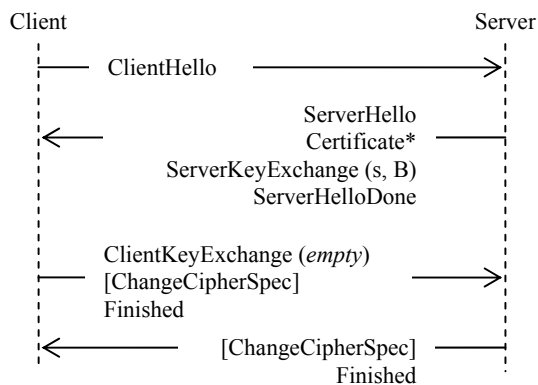 Client
Server
ClientHello
ServerHello
Certificate*
ServerKeyExchange (s, B)
ServerHelloDone
ClientKeyExchange (empty)
[ChangeCipherSpec]
Finished
[ChangeCipherSpec]
Finished